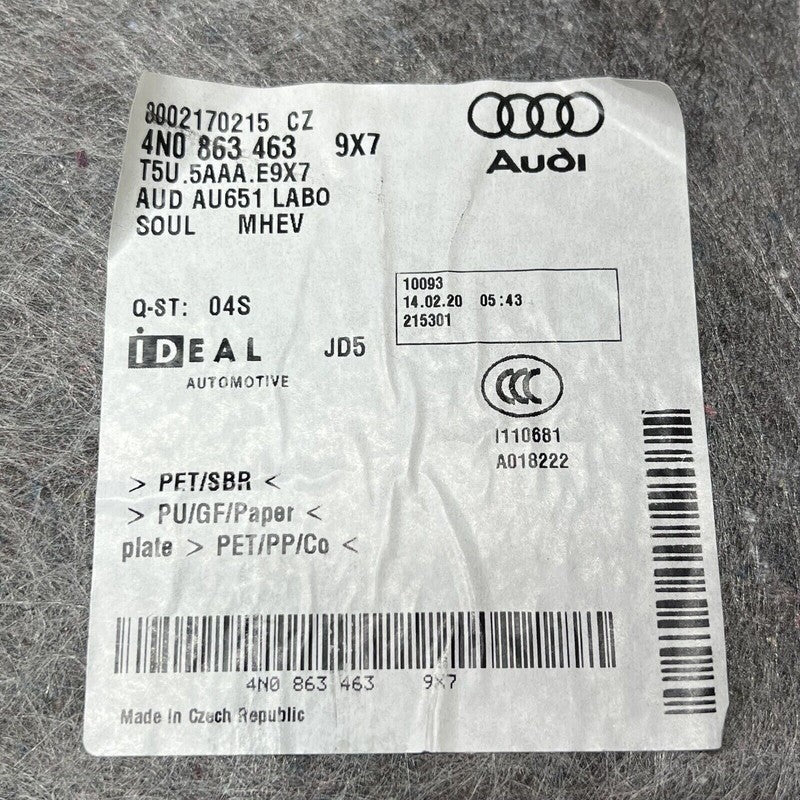 8002170215 CZ
4N0 863 463 9X7
T5U.5AAA.E9X7
AUD AU651 LABO
SOUL MHEV
Audi
10093
14.02.20 05:43
215301
Q-ST: 04S
iDEAL JD5
AUTOMOTIVE
CCC
I110681
A018222
> PET/SBR <
> PU/GF/Paper <
plate > PET/PP/Co <
4N0 863 463 9X7
Made in Czech Republic